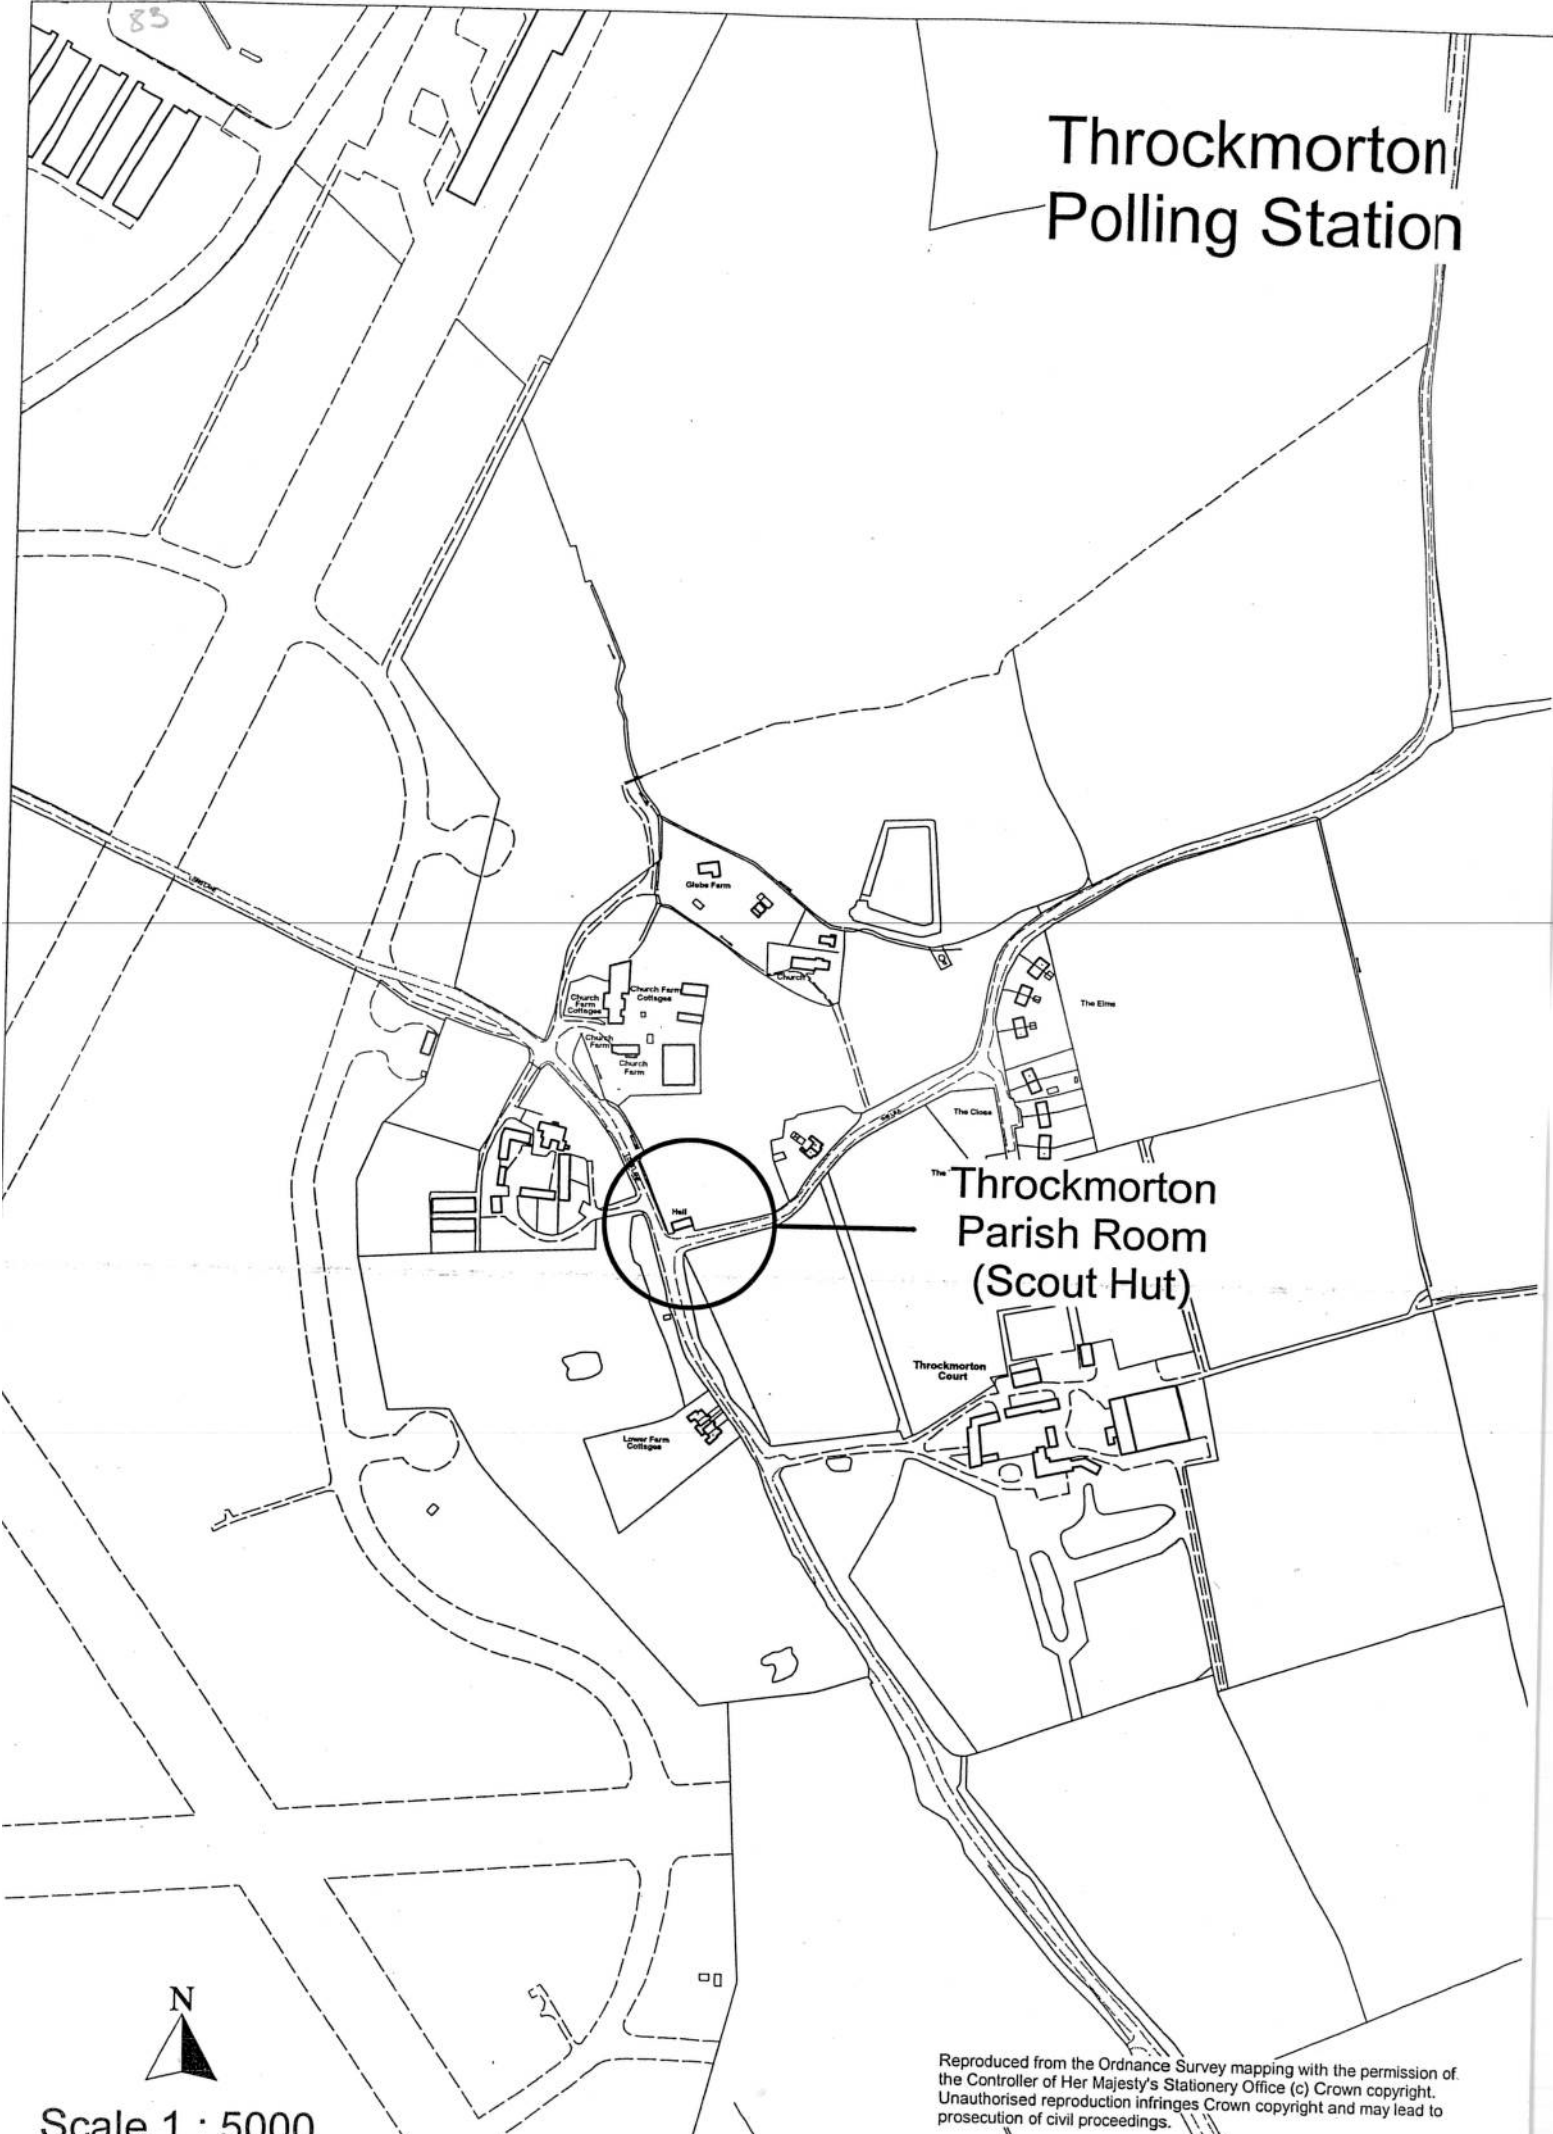 83
Throckmorton
Polling Station
Glebe Farm
Church
Church Farm
Cottages
Church
Farm
Cottages
Church
Farm
Church
Farm
The Elms
The Close
The
Hall
Throckmorton
Parish Room
(Scout Hut)
Throckmorton
Court
Lower Farm
Cottages
N
Scale 1 : 5000
Reproduced from the Ordnance Survey mapping with the permission of
the Controller of Her Majesty's Stationery Office (c) Crown copyright.
Unauthorised reproduction infringes Crown copyright and may lead to
prosecution of civil proceedings.